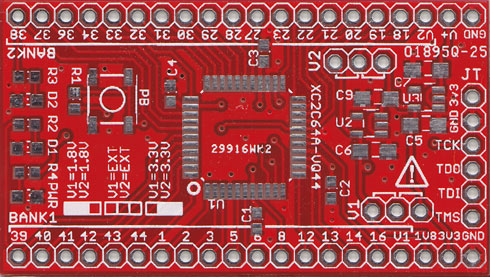 38 37 36 34 33 32 31 30 29 28 27 23 22 21 20 19 18 V2 V+ GND
BANK2
01895Q-25
JT
R3
R4
C4
C3
V2
C7
3V3
D2
PB
XC2C64A-VQ44
C9
V3
GND
R2
U2
C5
TCK
D1
29916WK2
C6
TDO
R4
V1=1.8V
V2=1.8V
V1=EXT
V2=EXT
V1=3.3V
V2=3.3V
C2
TDI
PWR
U1
V1
TMS
BANK1
C1
39 40 41 42 43 44 1 2 3 5 6 8 12 13 14 16 V1 1V8 3V3 GND